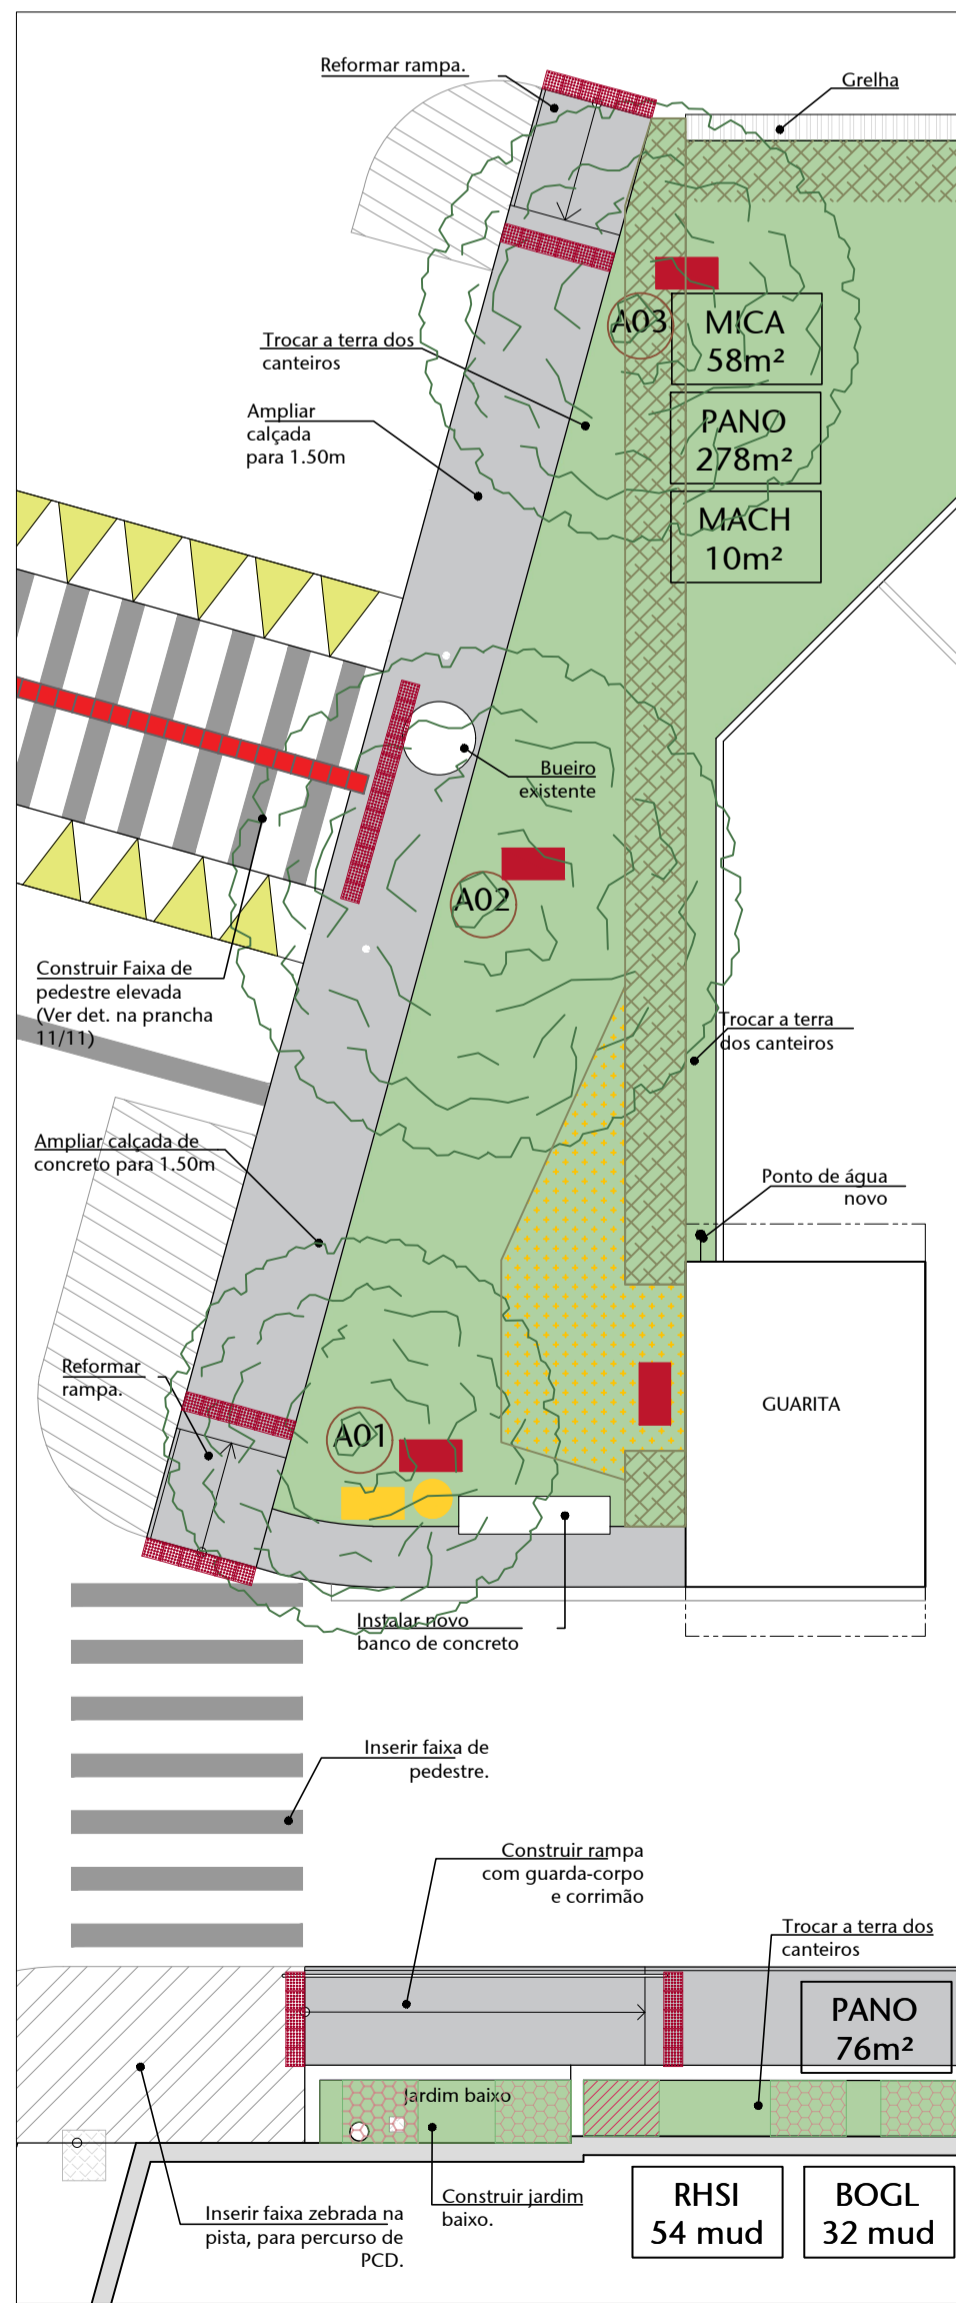 Reformar rampa.
Grelha
A03
MICA
58m²
Trocar a terra dos
canteiros
PANO
278m²
Ampliar
calçada
para 1.50m
MACH
10m²
Bueiro
existente
A02
Construir Faixa de
pedestre elevada
(Ver det. na prancha
11/11)
Trocar a terra
dos canteiros
Ampliar calçada de
concreto para 1.50m
Ponto de água
novo
Reformar
rampa.
GUARITA
A01
Instalar novo
banco de concreto
Inserir faixa de
pedestre.
Construir rampa
com guarda-corpo
e corrimão
Trocar a terra dos
canteiros
PANO
76m²
Jardim baixo
Construir jardim
baixo.
Inserir faixa zebrada na
pista, para percurso de
PCD.
RHSI
54 mud
BOGL
32 mud